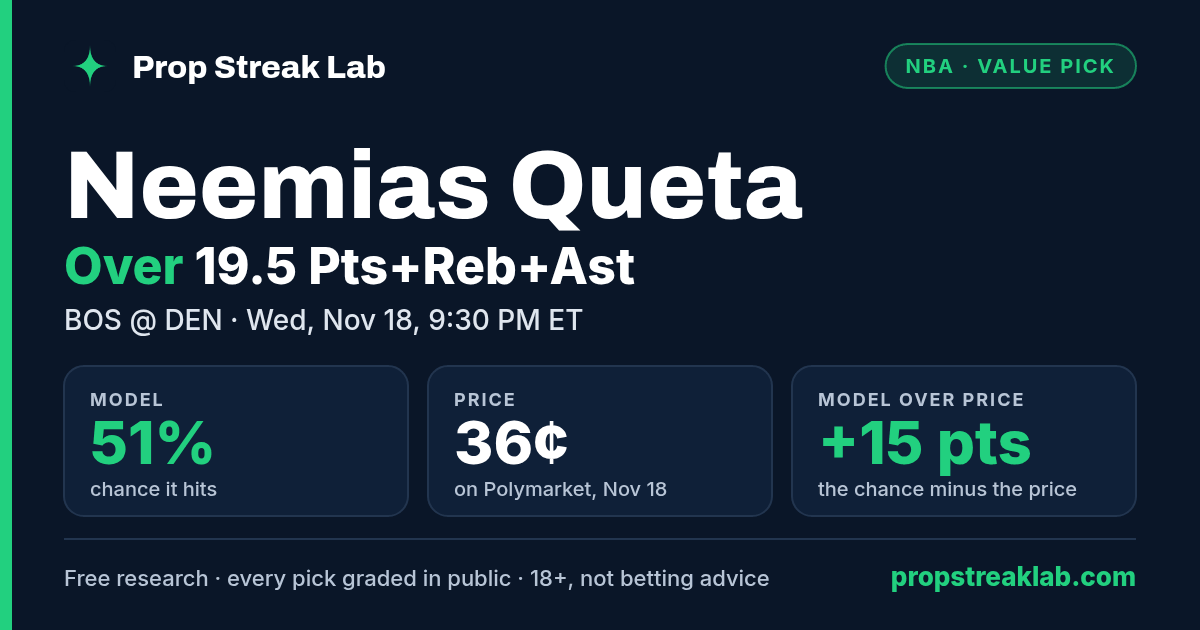 Prop Streak Lab
NBA · VALUE PICK
Neemias Queta
Over 19.5 Pts+Reb+Ast
BOS @ DEN · Wed, Nov 18, 9:30 PM ET
MODEL
51%
chance it hits
PRICE
36¢
on Polymarket, Nov 18
MODEL OVER PRICE
+15 pts
the chance minus the price
Free research · every pick graded in public · 18+, not betting advice
propstreaklab.com